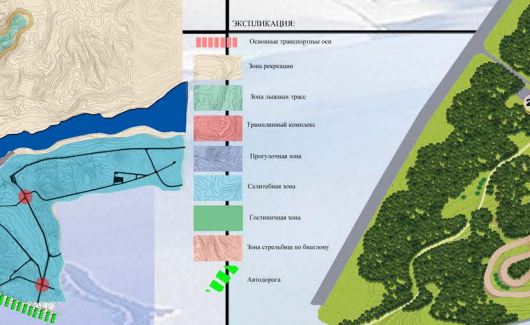 ЭКСПЛИКАЦИЯ:
Основные транспортные оси
Зона рекреации
Зона лыжных трасс
Трамплинный комплекс
Прогулочная зона
Селитебная зона
Гостиничная зона
Зона стрельбищ по биатлону
Автодорога